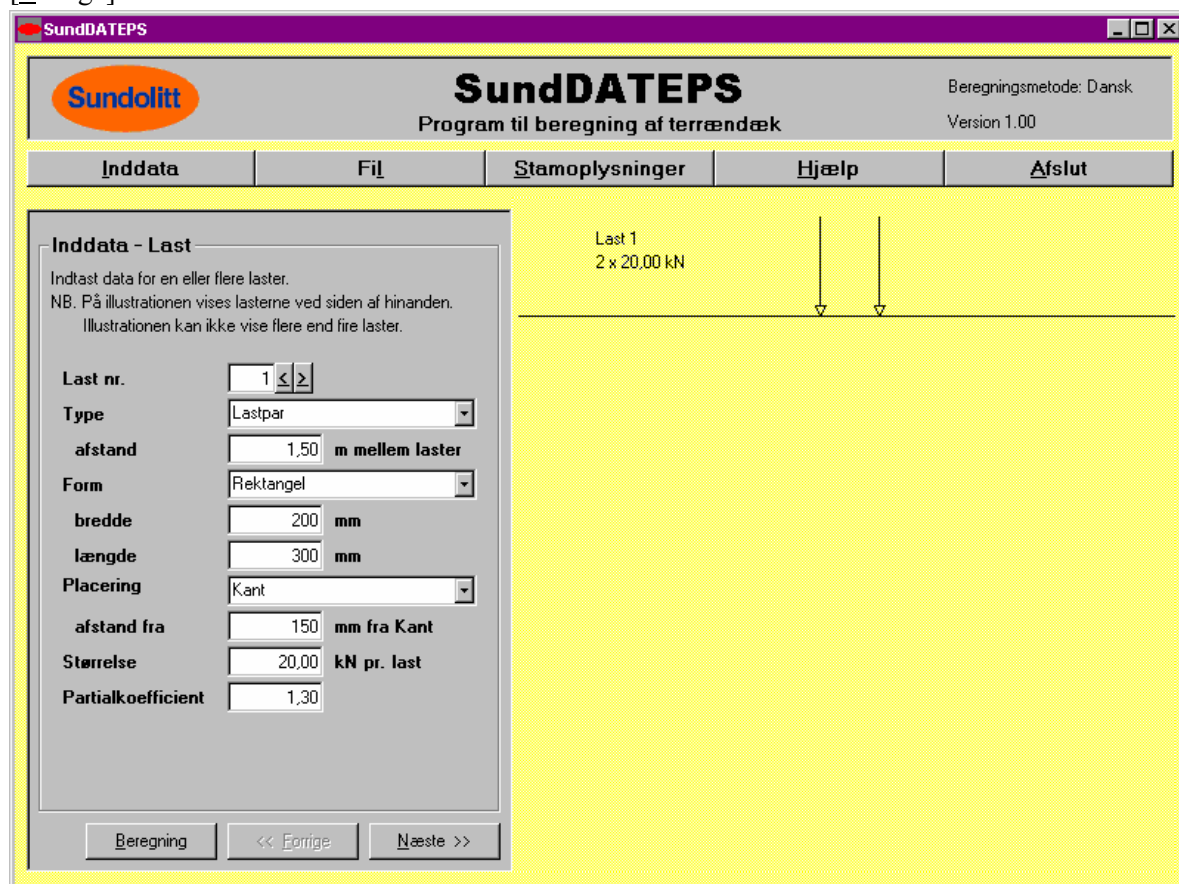 SundDATEPS
Sundolitt
SundDATEPS
Program til beregning af terrændæk
Beregningsmetode: Dansk
Version 1.00
Inddata
Fil
Stamoplysninger
Hjælp
Afslut
Inddata - Last
Indtast data for en eller flere laster.
NB. På illustrationen vises lasterne ved siden af hinanden.
Illustrationen kan ikke vise flere end fire laster.
Last nr. 1 < >
Type Lastpar
afstand 1,50 m mellem laster
Form Rektangel
bredde 200 mm
længde 300 mm
Placering Kant
afstand fra 150 mm fra Kant
Størrelse 20,00 kN pr. last
Partialkoefficient 1,30
Beregning
<< Forrige
Næste >>
Last 1
2 x 20,00 kN